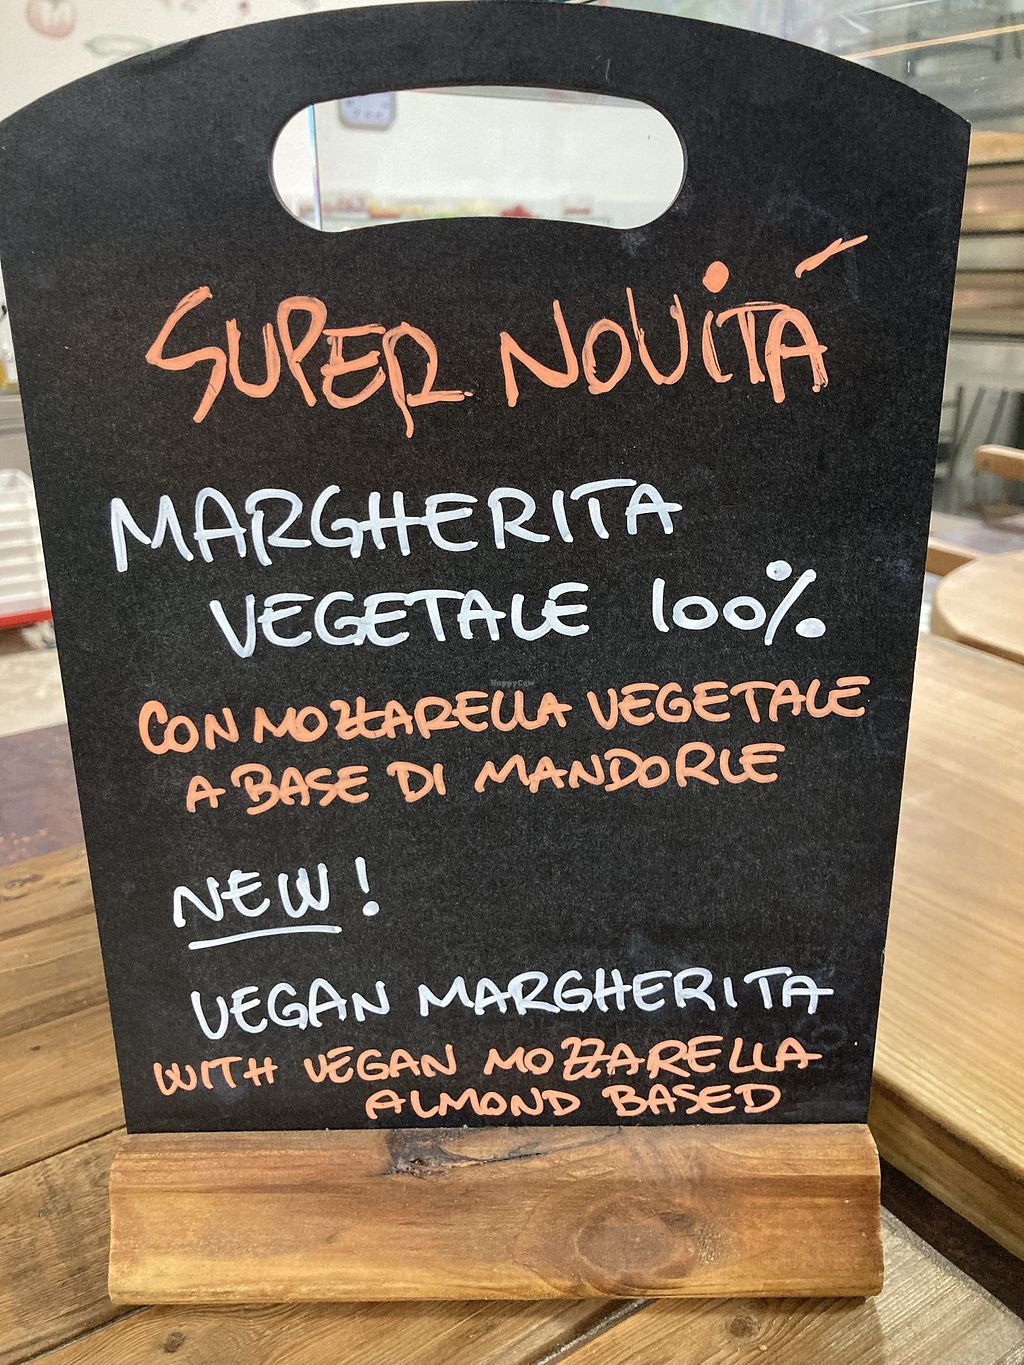 SUPER NOVITÁ
MARGHERITA
VEGETALE 100%
CON MOZZARELLA VEGETALE
A BASE DI MANDORLE
NEW!
VEGAN MARGHERITA
WITH VEGAN MOZZARELLA
ALMOND BASED
HappyCow